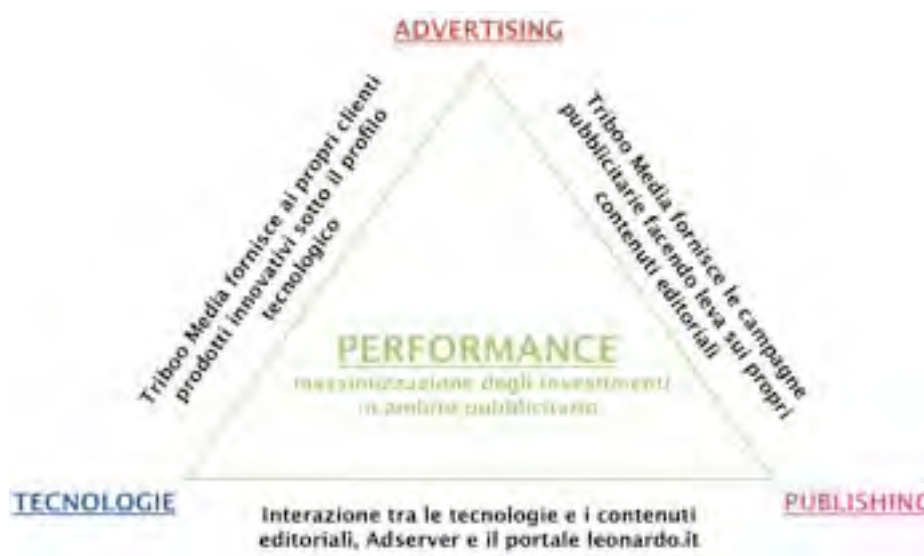 ADVERTISING
Triboo Media fornisce ai propri clienti
prodotti innovativi sotto il profilo
tecnologico
Triboo Media fornisce le campagne
pubblicitarie facendo leva sui propri
contenuti editoriali
PERFORMANCE
massimizzazione degli investimenti
in ambito pubblicitario
TECNOLOGIE
PUBLISHING
Interazione tra le tecnologie e i contenuti
editoriali, Adserver e il portale leonardo.it